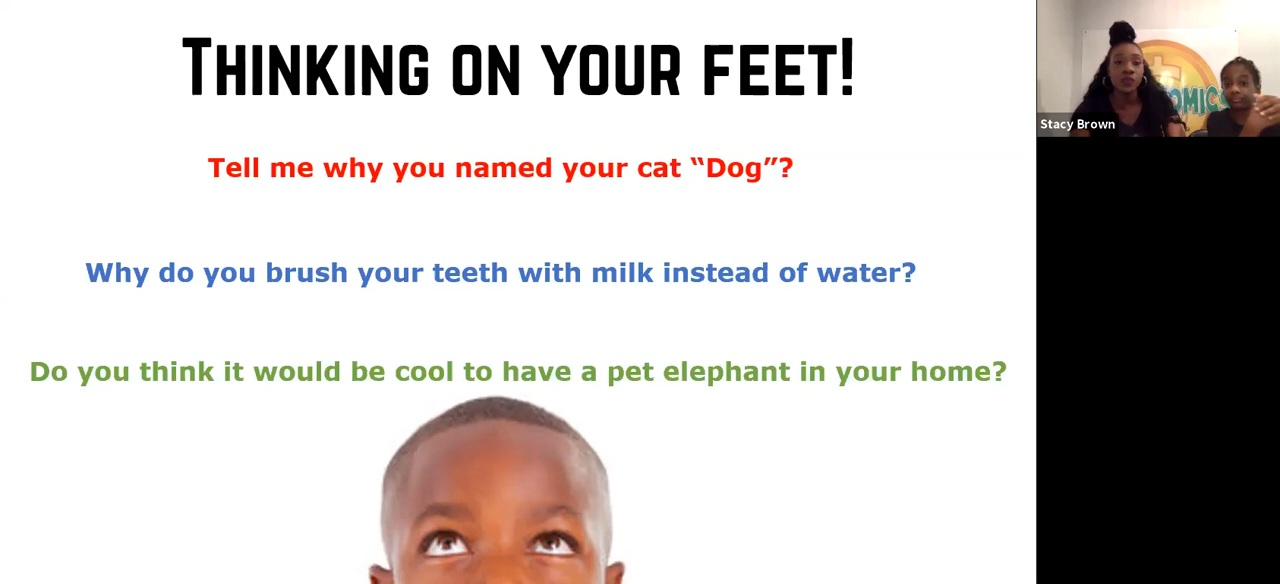 THINKING ON YOUR FEET!
Tell me why you named your cat “Dog”?
Why do you brush your teeth with milk instead of water?
Do you think it would be cool to have a pet elephant in your home?
Stacy Brown